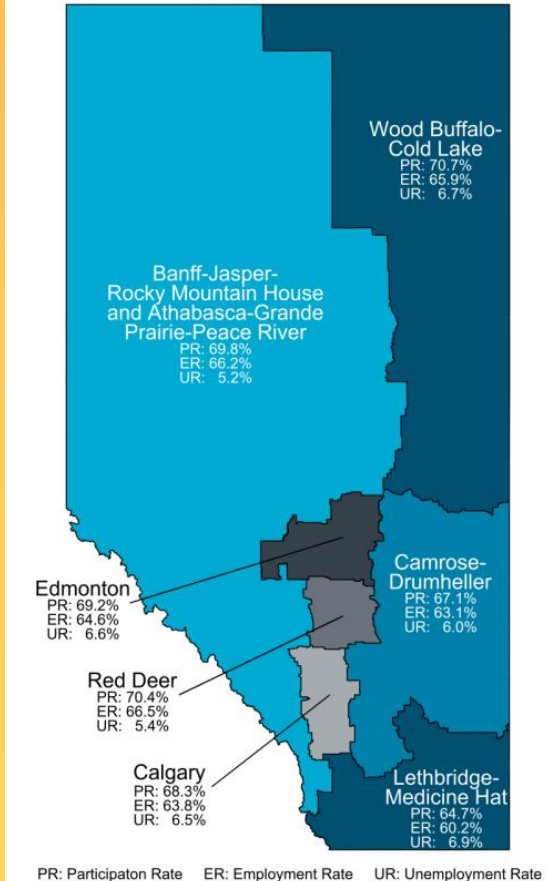 Wood Buffalo-
Cold Lake
PR: 70.7%
ER: 65.9%
UR: 6.7%
Banff-Jasper-
Rocky Mountain House
and Athabasca-Grande
Prairie-Peace River
PR: 69.8%
ER: 66.2%
UR: 5.2%
Edmonton
PR: 69.2%
ER: 64.6%
UR: 6.6%
Camrose-
Drumheller
PR: 67.1%
ER: 63.1%
UR: 6.0%
Red Deer
PR: 70.4%
ER: 66.5%
UR: 5.4%
Calgary
PR: 68.3%
ER: 63.8%
UR: 6.5%
Lethbridge-
Medicine Hat
PR: 64.7%
ER: 60.2%
UR: 6.9%
PR: Participaton Rate ER: Employment Rate UR: Unemployment Rate